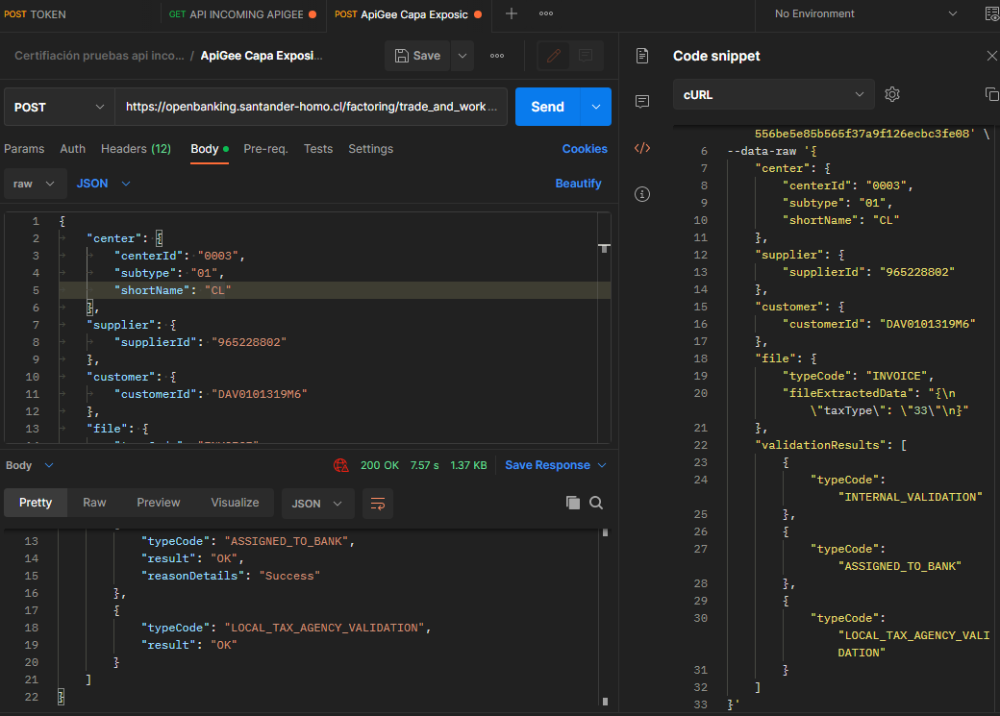 POST TOKEN
GET API INCOMING APIGEE
POST ApiGee Capa Exposic
No Environment
Certifiación pruebas api inco... / ApiGee Capa Exposi...
Save
POST
https://openbanking.santander-homo.cl/factoring/trade_and_work ...
Send
Params Auth Headers (12) Body Pre-req. Tests Settings
Cookies
raw
JSON
Beautify
1 {
2 "center": {
3 "centerId": "0003",
4 "subtype": "01",
5 "shortName": "CL"
6 },
7 "supplier": {
8 "supplierId": "965228802"
9 },
10 "customer": {
11 "customerId": "DAV0101319M6"
12 },
13 "file": {
Body
200 OK 7.57 s 1.37 KB
Save Response
Pretty Raw Preview Visualize
JSON
13 "typeCode": "ASSIGNED_TO_BANK",
14 "result": "OK",
15 "reasonDetails": "Success"
16 },
17 {
18 "typeCode": "LOCAL_TAX_AGENCY_VALIDATION",
19 "result": "OK"
20 }
21 ]
22 }
Code snippet
cURL
556be5e85b565f37a9f126ecbc3fe08' \
6 --data-raw '{
7 "center": {
8 "centerId": "0003",
9 "subtype": "01",
10 "shortName": "CL"
11 },
12 "supplier": {
13 "supplierId": "965228802"
14 },
15 "customer": {
16 "customerId": "DAV0101319M6"
17 },
18 "file": {
19 "typeCode": "INVOICE",
20 "fileExtractedData": "{\n
\"taxType\": \"33\"\n}"
21 },
22 "validationResults": [
23 {
24 "typeCode":
"INTERNAL_VALIDATION"
25 },
26 {
27 "typeCode":
"ASSIGNED_TO_BANK"
28 },
29 {
30 "typeCode":
"LOCAL_TAX_AGENCY_VALI
DATION"
31 }
32 ]
33 }'